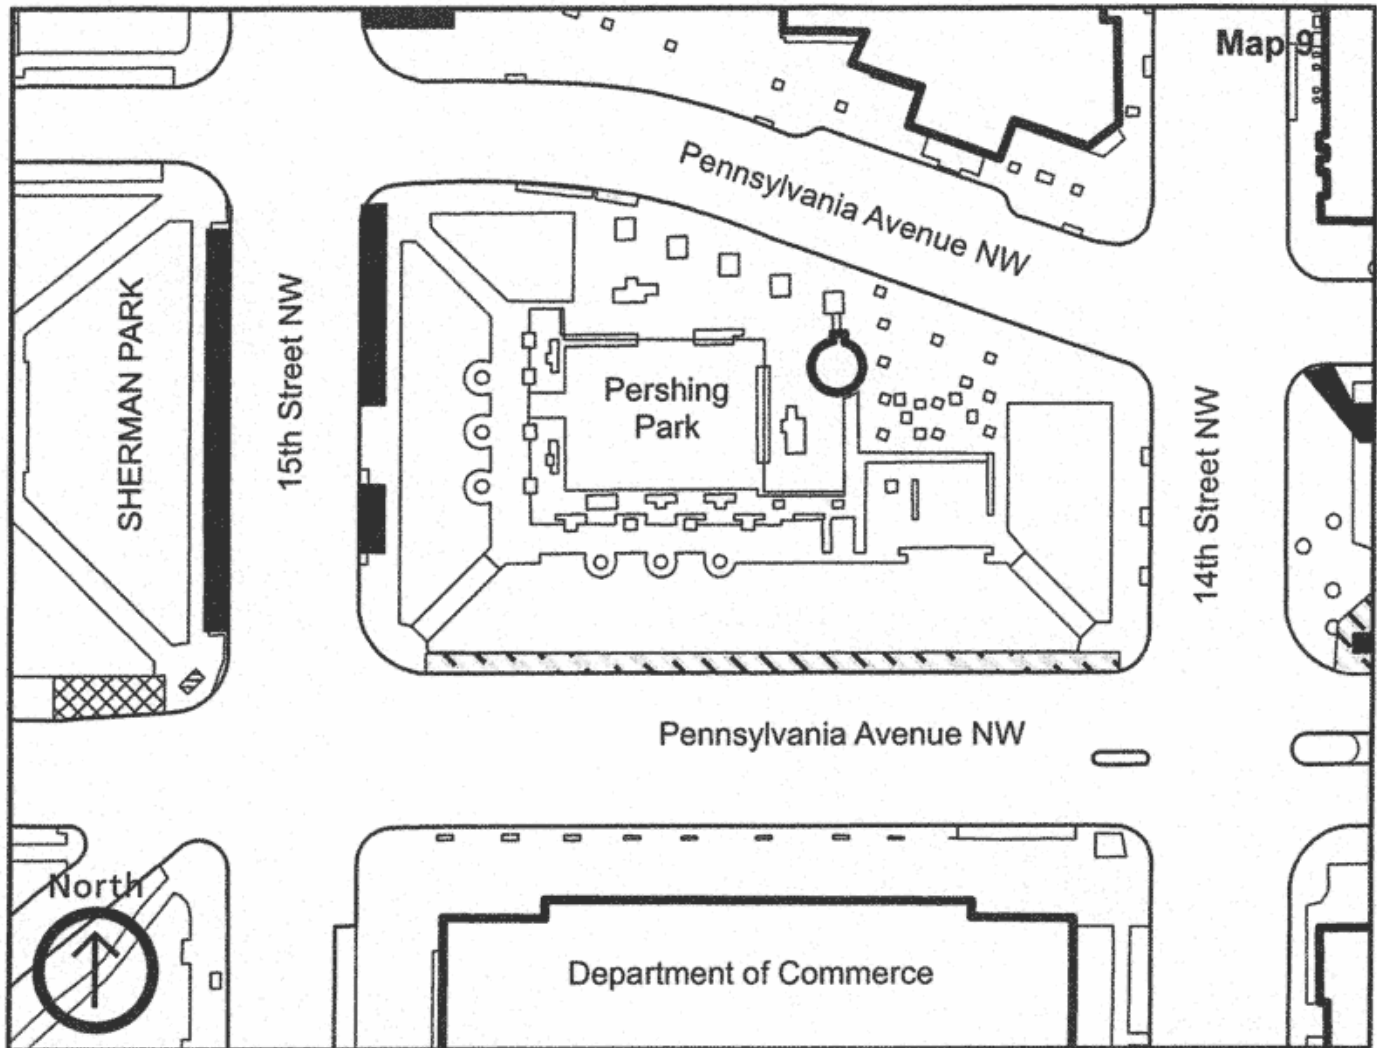 Map 9
Pennsylvania Avenue NW
SHERMAN PARK
15th Street NW
Pershing
Park
14th Street NW
Pennsylvania Avenue NW
North
Department of Commerce